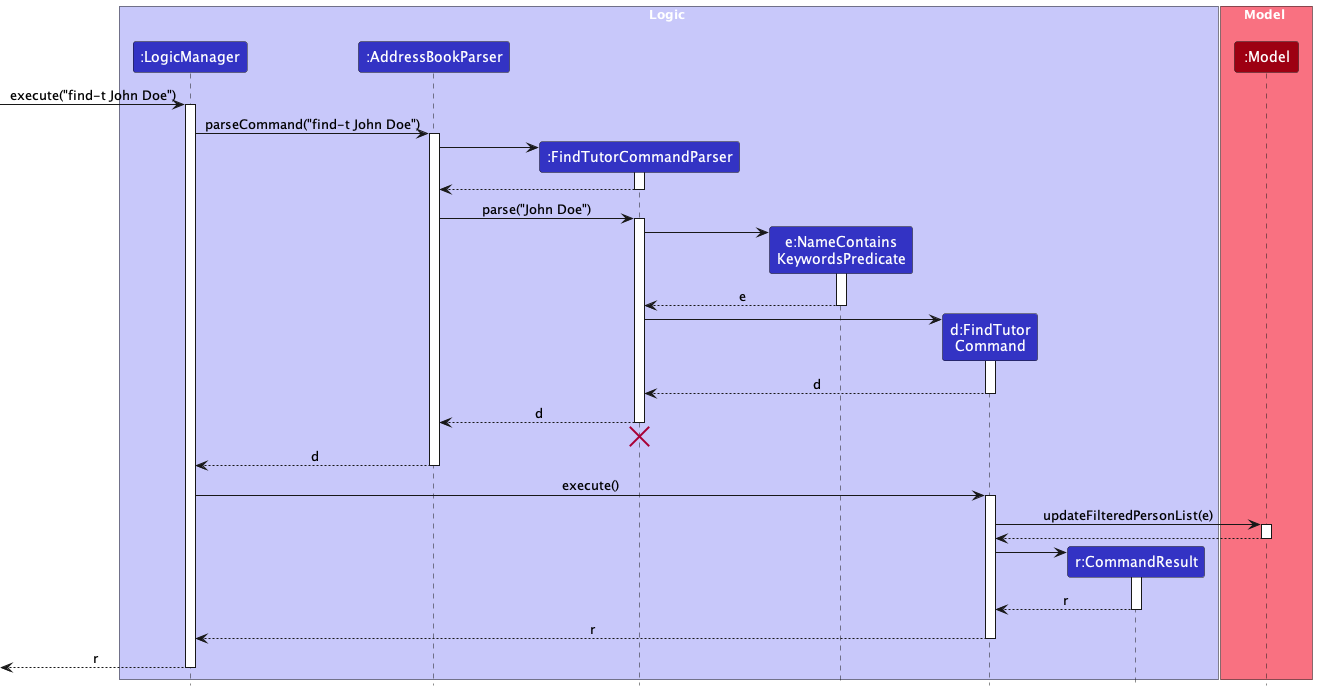 Logic
Model
:LogicManager
:AddressBookParser
:Model
execute("find-t John Doe")
parseCommand("find-t John Doe")
:FindTutorCommandParser
parse("John Doe")
e:NameContains
KeywordsPredicate
e
d:FindTutor
Command
d
d
d
execute()
updateFilteredPersonList(e)
r:CommandResult
r
r
r